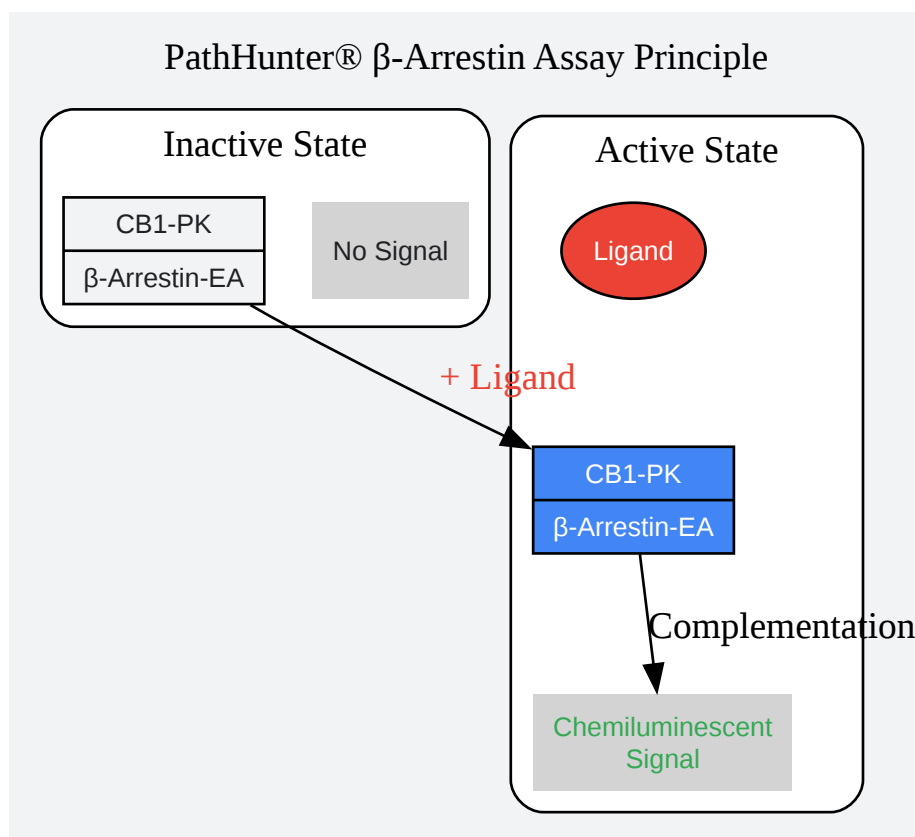 PathHunter® β-Arrestin Assay Principle
Inactive State
CB1-PK
β-Arrestin-EA
No Signal
Active State
Ligand
+ Ligand
CB1-PK
β-Arrestin-EA
Complementation
Chemiluminescent
Signal